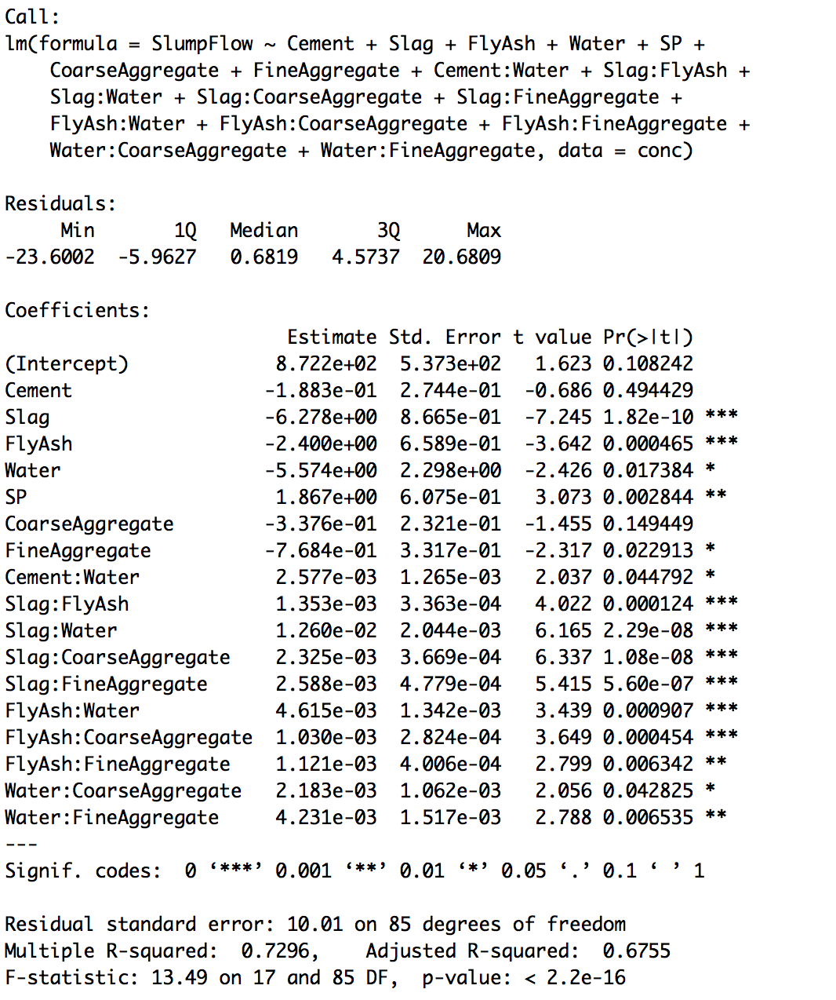 Call:
lm(formula = SlumpFlow ~ Cement + Slag + FlyAsh + Water + SP +
    CoarseAggregate + FineAggregate + Cement:Water + Slag:FlyAsh +
    Slag:Water + Slag:CoarseAggregate + Slag:FineAggregate +
    FlyAsh:Water + FlyAsh:CoarseAggregate + FlyAsh:FineAggregate +
    Water:CoarseAggregate + Water:FineAggregate, data = conc)

Residuals:
     Min       1Q   Median       3Q      Max
-23.6002  -5.9627   0.6819   4.5737  20.6809

Coefficients:
                         Estimate Std. Error t value Pr(>|t|)
(Intercept)             8.722e+02  5.373e+02   1.623 0.108242
Cement                 -1.883e-01  2.744e-01  -0.686 0.494429
Slag                   -6.278e+00  8.665e-01  -7.245 1.82e-10 ***
FlyAsh                 -2.400e+00  6.589e-01  -3.642 0.000465 ***
Water                  -5.574e+00  2.298e+00  -2.426 0.017384 *
SP                      1.867e+00  6.075e-01   3.073 0.002844 **
CoarseAggregate        -3.376e-01  2.321e-01  -1.455 0.149449
FineAggregate          -7.684e-01  3.317e-01  -2.317 0.022913 *
Cement:Water            2.577e-03  1.265e-03   2.037 0.044792 *
Slag:FlyAsh             1.353e-03  3.363e-04   4.022 0.000124 ***
Slag:Water              1.260e-02  2.044e-03   6.165 2.29e-08 ***
Slag:CoarseAggregate    2.325e-03  3.669e-04   6.337 1.08e-08 ***
Slag:FineAggregate      2.588e-03  4.779e-04   5.415 5.60e-07 ***
FlyAsh:Water            4.615e-03  1.342e-03   3.439 0.000907 ***
FlyAsh:CoarseAggregate  1.030e-03  2.824e-04   3.649 0.000454 ***
FlyAsh:FineAggregate    1.121e-03  4.006e-04   2.799 0.006342 **
Water:CoarseAggregate   2.183e-03  1.062e-03   2.056 0.042825 *
Water:FineAggregate     4.231e-03  1.517e-03   2.788 0.006535 **
---
Signif. codes:  0 ‘***’ 0.001 ‘**’ 0.01 ‘*’ 0.05 ‘.’ 0.1 ‘ ’ 1

Residual standard error: 10.01 on 85 degrees of freedom
Multiple R-squared:  0.7296,    Adjusted R-squared:  0.6755
F-statistic: 13.49 on 17 and 85 DF,  p-value: < 2.2e-16